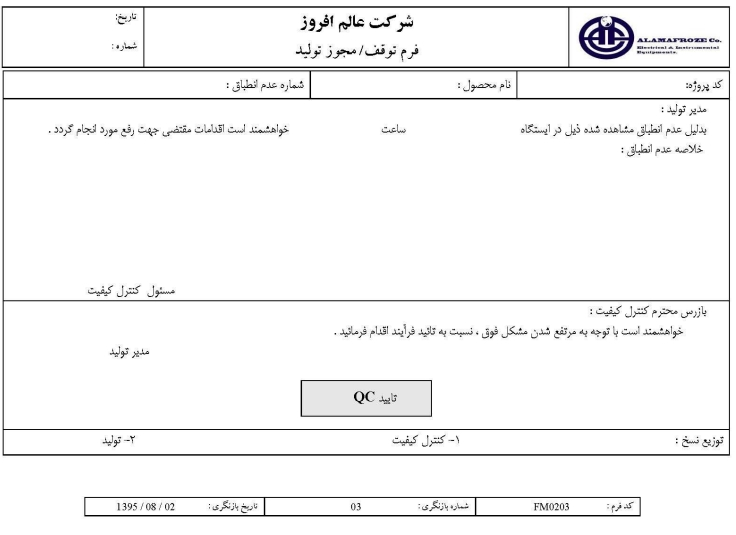 شرکت عالم افروز
فرم توقف/ مجوز تولید
تاریخ:
شماره :
ALAMAFROZE Co.
Electrical & Instrumental
Equipments.
کد پروژه: نام محصول : شماره عدم انطباق :
مدیر تولید :
بدلیل عدم انطباق مشاهده شده ذیل در ایستگاه ساعت خواهشمند است اقدامات مقتضی جهت رفع مورد انجام گردد .
خلاصه عدم انطباق :
مسئول کنترل کیفیت
بازرس محترم کنترل کیفیت :
خواهشمند است با توجه به مرتفع شدن مشکل فوق ، نسبت به تائید فرآیند اقدام فرمائید .
مدیر تولید
تایید QC
توزیع نسخ : ۱- کنترل کیفیت ۲- تولید
کد فرم : FM0203 شماره بازنگری : 03 تاریخ بازنگری : 1395 / 08 / 02